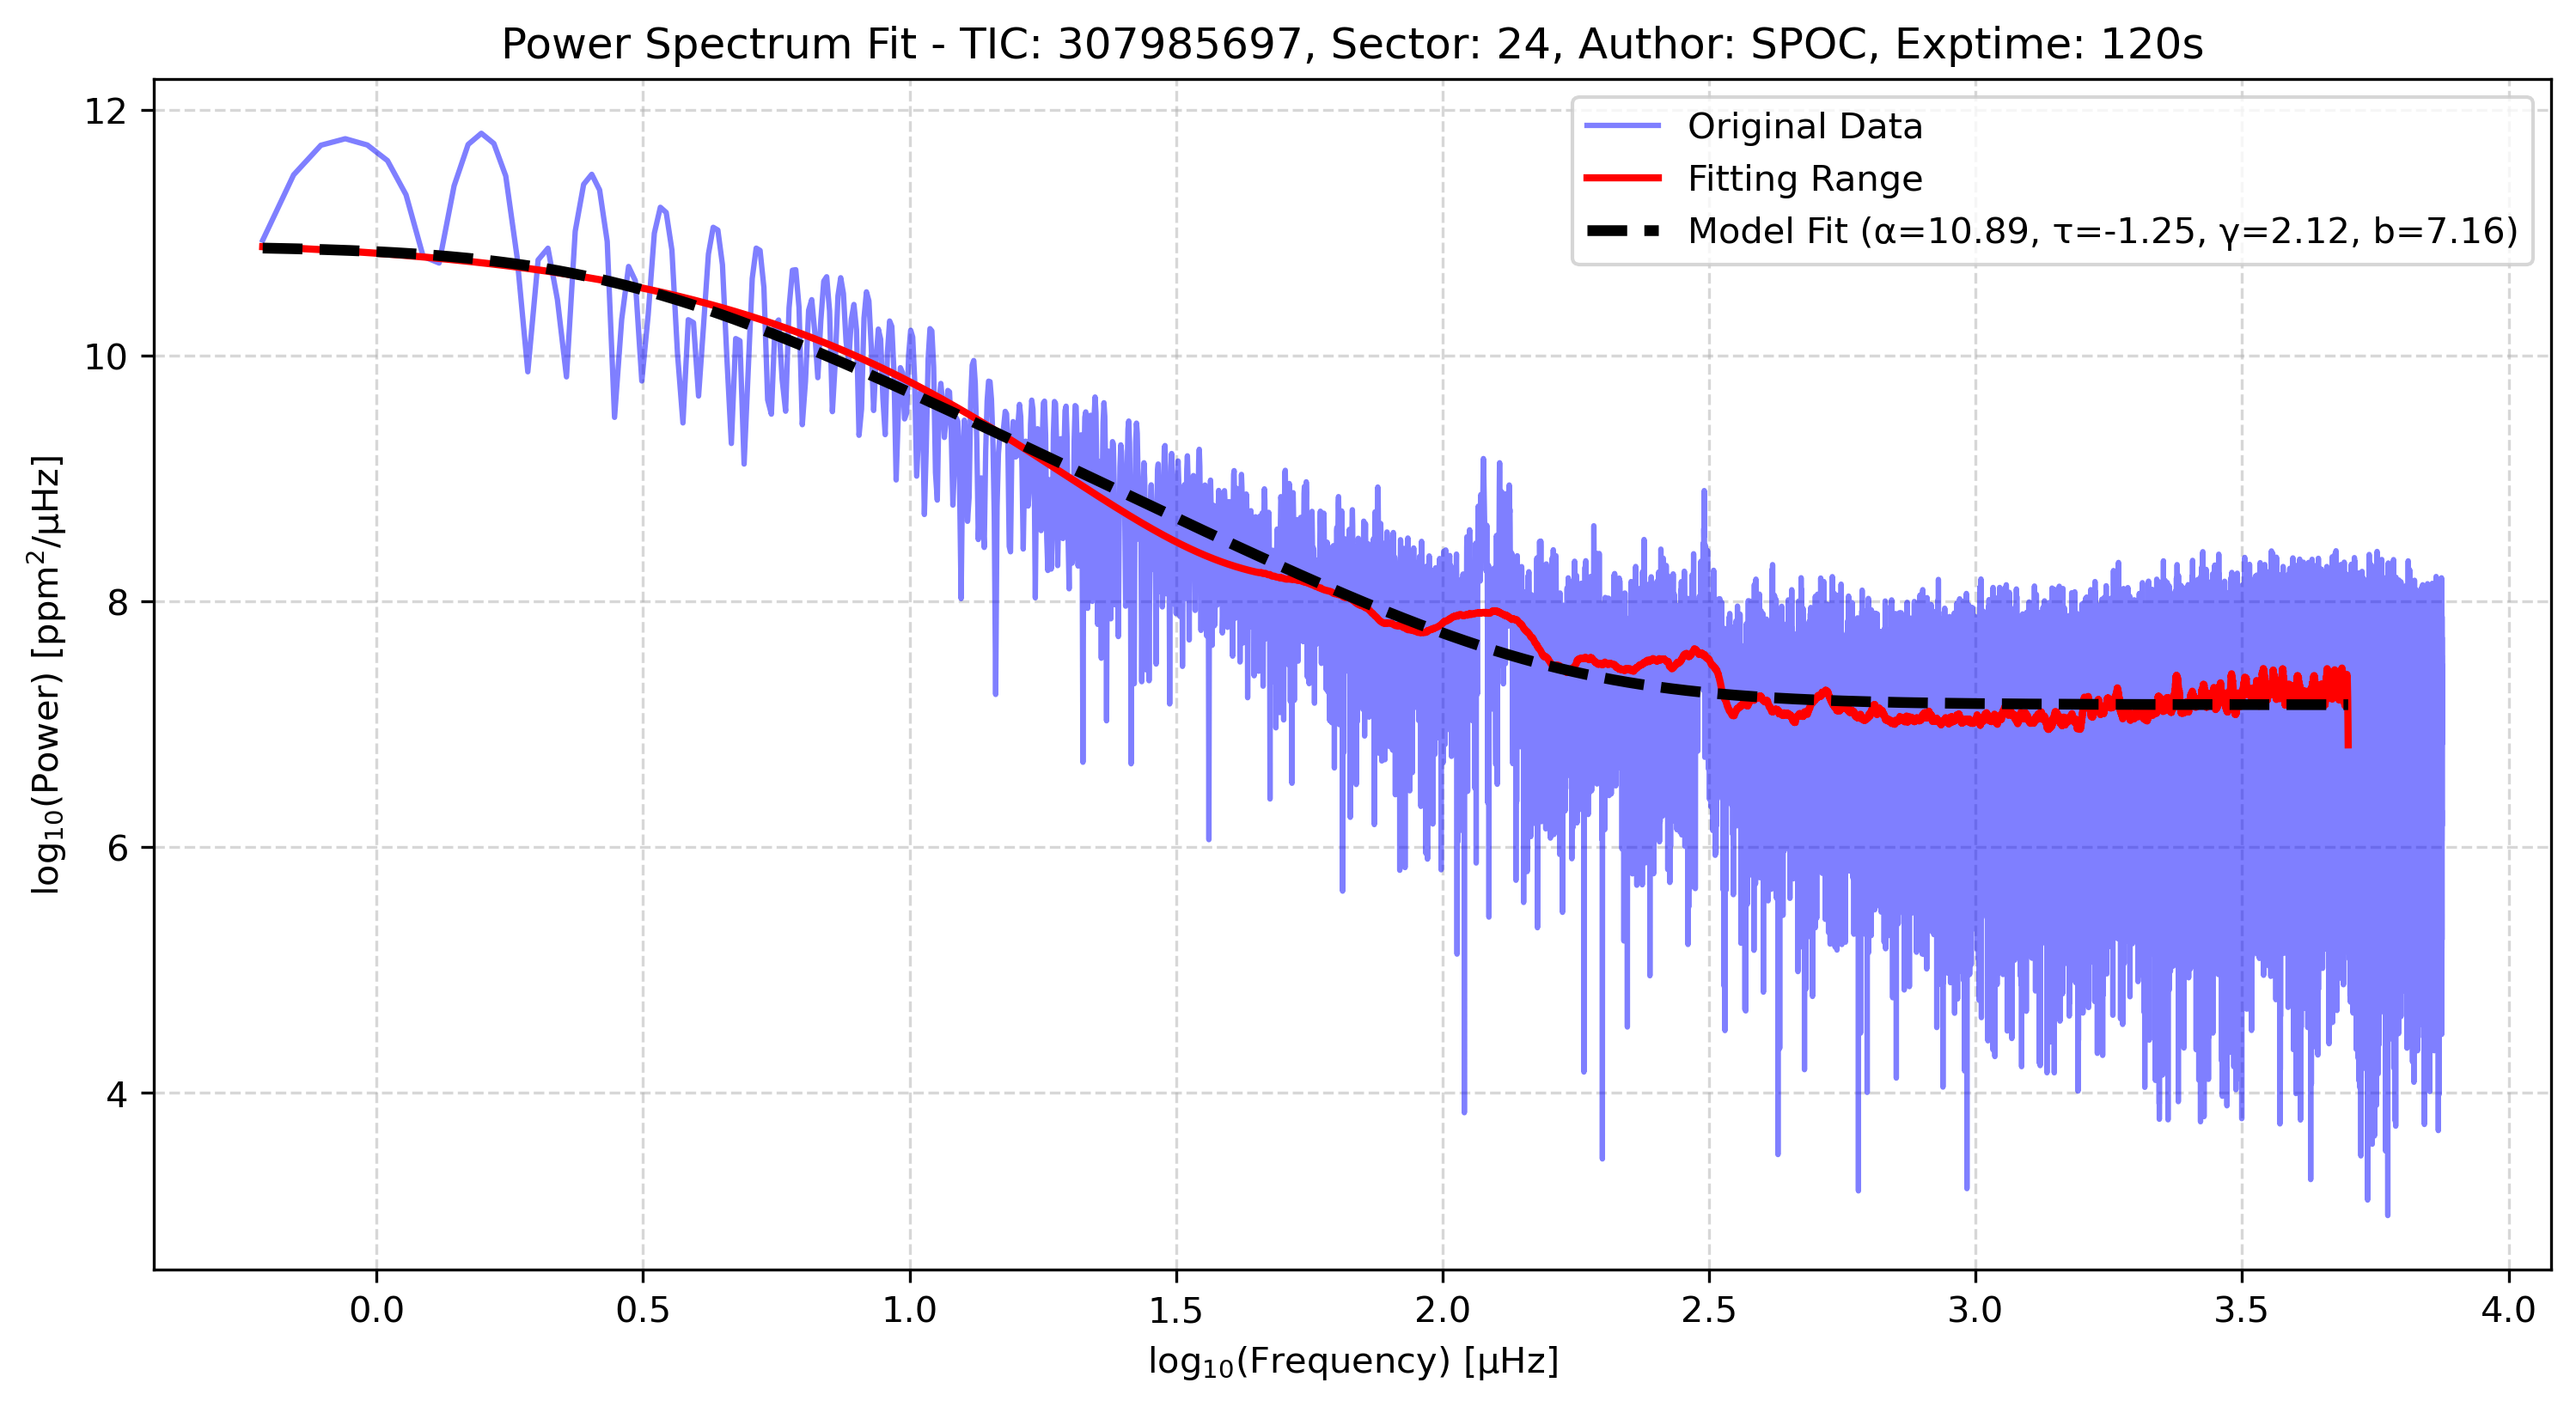 Power Spectrum Fit - TIC: 307985697, Sector: 24, Author: SPOC, Exptime: 120s
Original Data
Fitting Range
Model Fit (α=10.89, τ=-1.25, γ=2.12, b=7.16)
log₁₀(Power) [ppm²/μHz]
12
10
8
6
4
0.0 0.5 1.0 1.5 2.0 2.5 3.0 3.5 4.0
log₁₀(Frequency) [μHz]